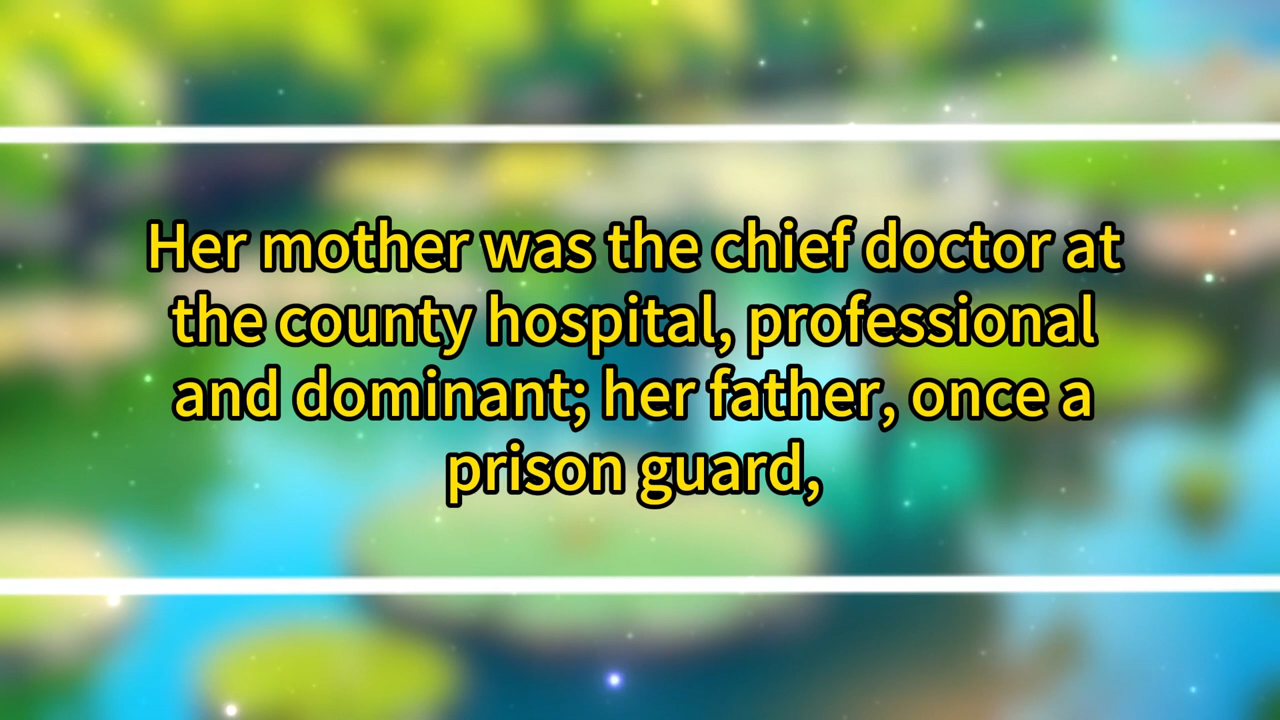 Her mother was the chief doctor at
the county hospital, professional
and dominant; her father, once a
prison guard,